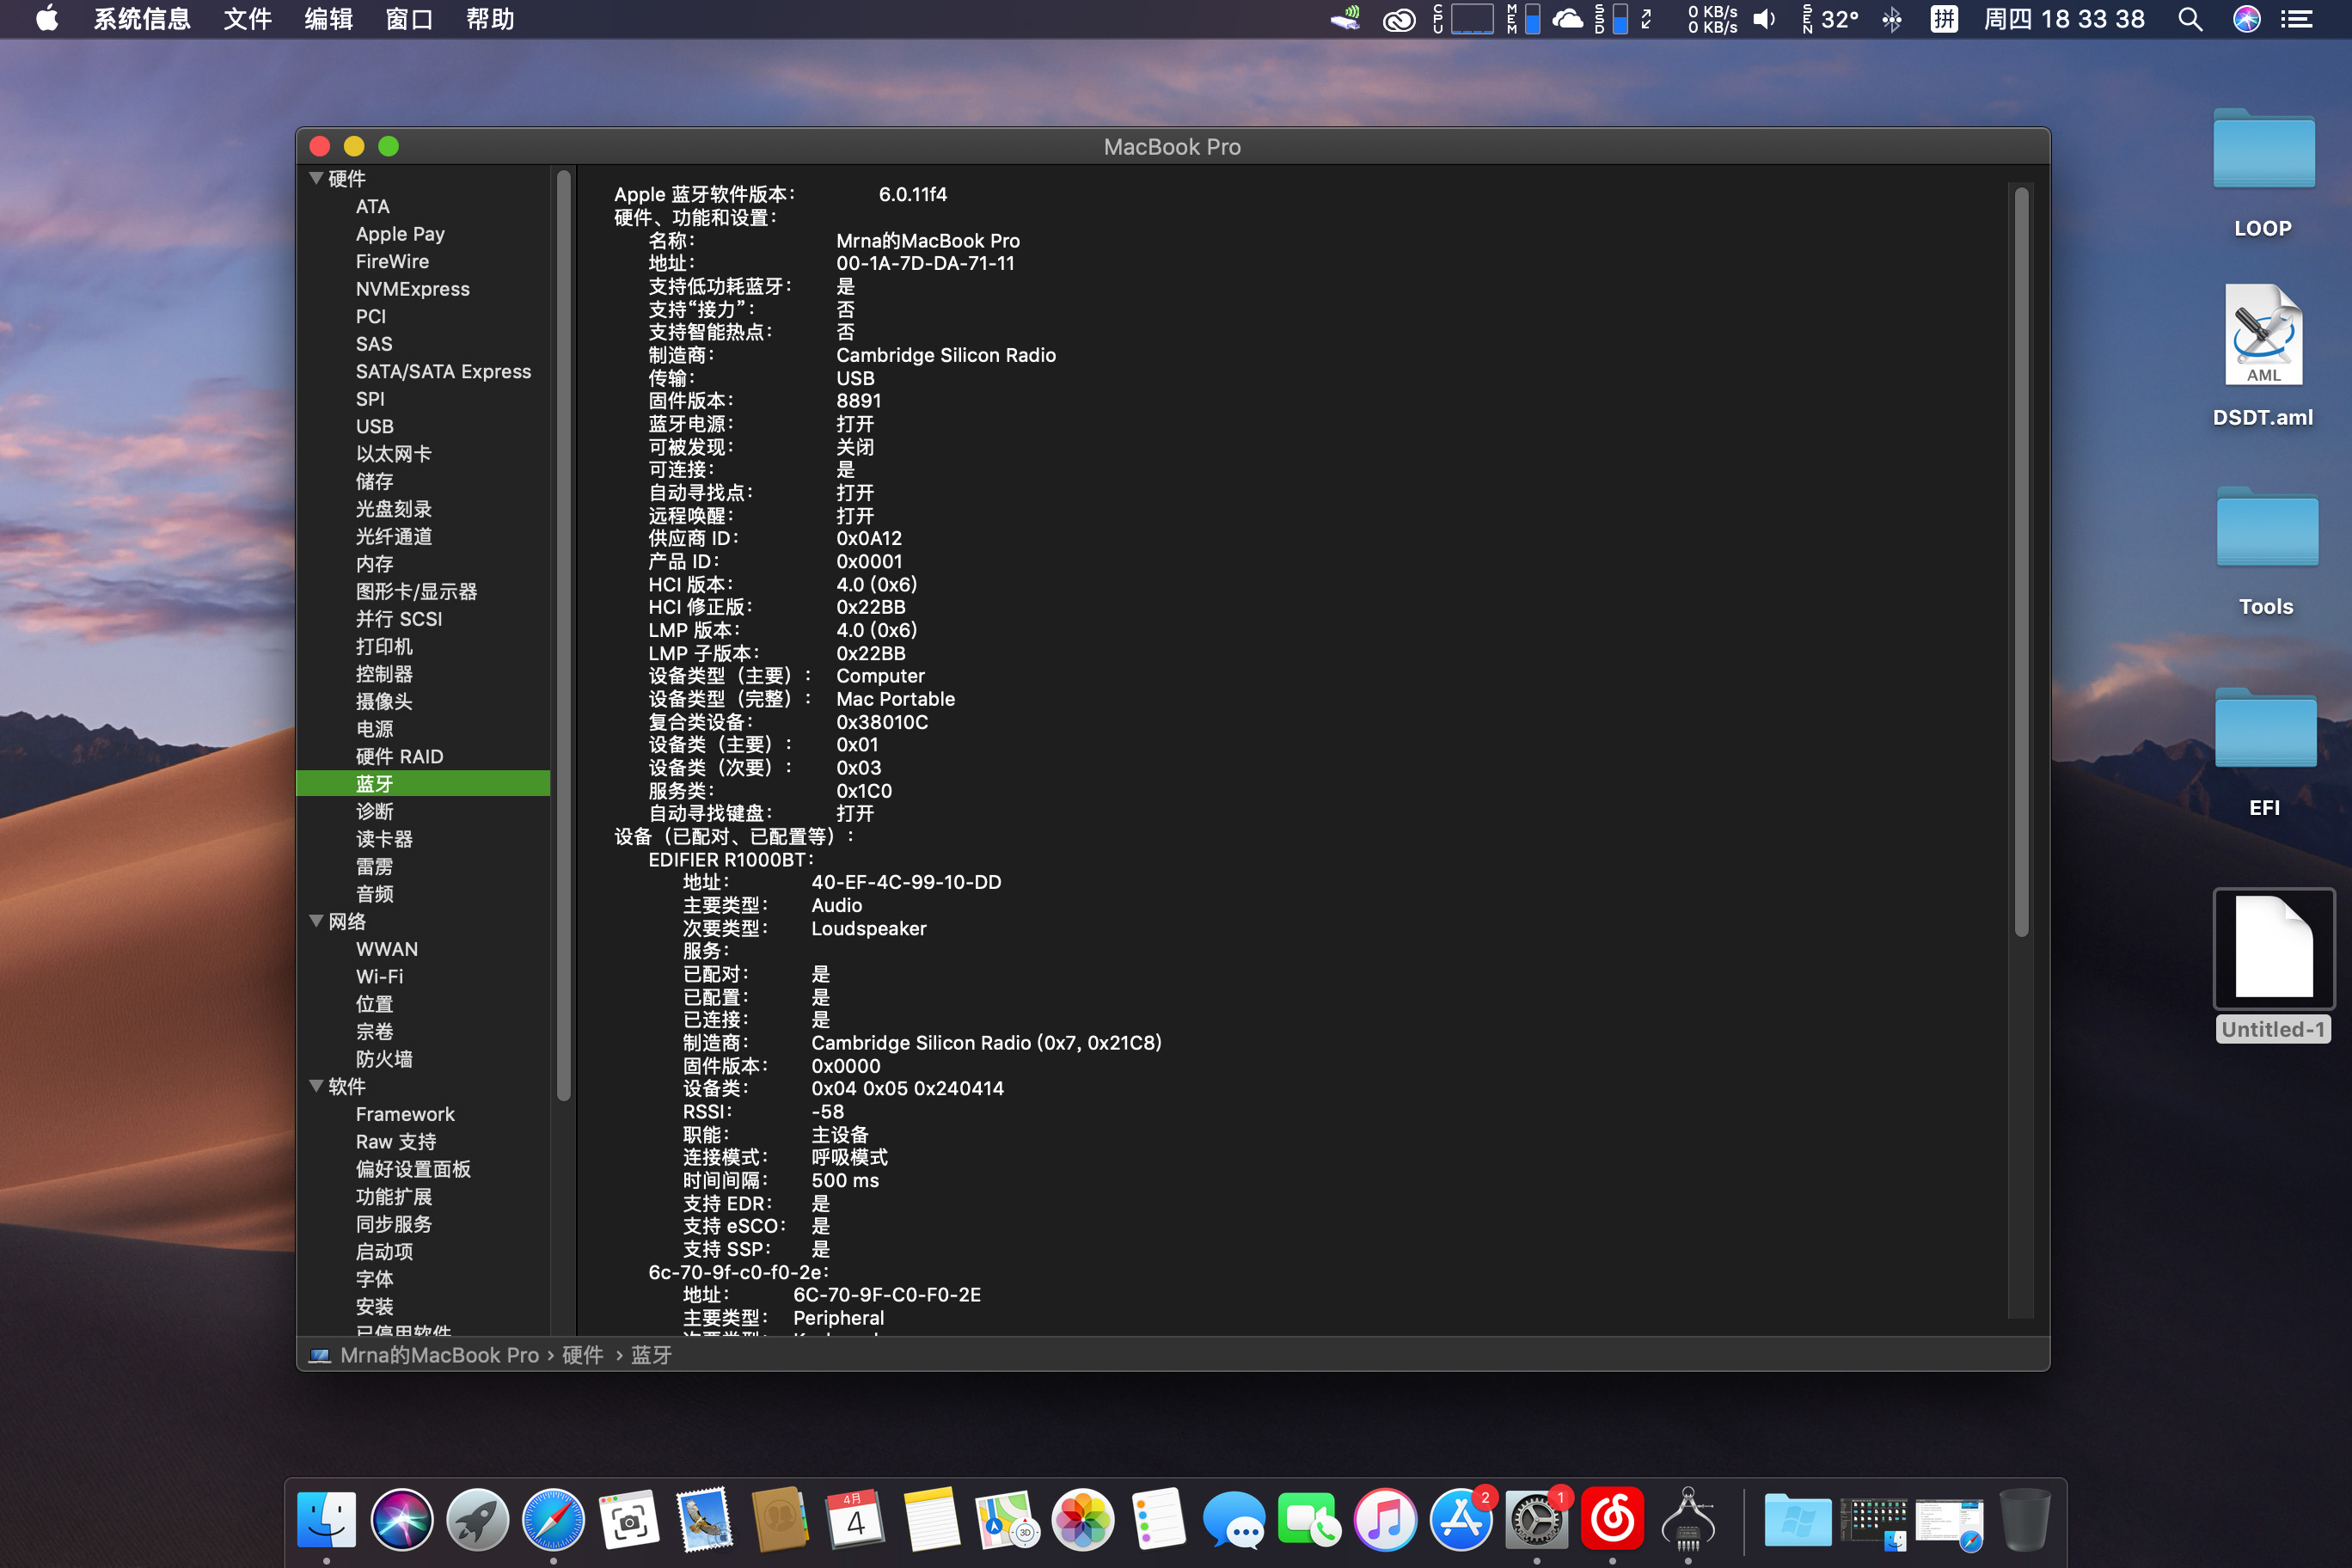 系统信息 文件 编辑 窗口 帮助
CPU MEM SSD 0 KB/s 0 KB/s SEN 32° 拼 周四 18 33 38
MacBook Pro
硬件
ATA
Apple Pay
FireWire
NVMExpress
PCI
SAS
SATA/SATA Express
SPI
USB
以太网卡
储存
光盘刻录
光纤通道
内存
图形卡/显示器
并行 SCSI
打印机
控制器
摄像头
电源
硬件 RAID
蓝牙
诊断
读卡器
雷雳
音频
网络
WWAN
Wi-Fi
位置
宗卷
防火墙
软件
Framework
Raw 支持
偏好设置面板
功能扩展
同步服务
启动项
字体
安装
已停用软件
Apple 蓝牙软件版本： 6.0.11f4
硬件、功能和设置：
名称： Mrna的MacBook Pro
地址： 00-1A-7D-DA-71-11
支持低功耗蓝牙： 是
支持“接力”： 否
支持智能热点： 否
制造商： Cambridge Silicon Radio
传输： USB
固件版本： 8891
蓝牙电源： 打开
可被发现： 关闭
可连接： 是
自动寻找点： 打开
远程唤醒： 打开
供应商 ID： 0x0A12
产品 ID： 0x0001
HCI 版本： 4.0 (0x6)
HCI 修正版： 0x22BB
LMP 版本： 4.0 (0x6)
LMP 子版本： 0x22BB
设备类型（主要）： Computer
设备类型（完整）： Mac Portable
复合类设备： 0x38010C
设备类（主要）： 0x01
设备类（次要）： 0x03
服务类： 0x1C0
自动寻找键盘： 打开
设备（已配对、已配置等）：
EDIFIER R1000BT：
地址： 40-EF-4C-99-10-DD
主要类型： Audio
次要类型： Loudspeaker
服务：
已配对： 是
已配置： 是
已连接： 是
制造商： Cambridge Silicon Radio (0x7, 0x21C8)
固件版本： 0x0000
设备类： 0x04 0x05 0x240414
RSSI： -58
职能： 主设备
连接模式： 呼吸模式
时间间隔： 500 ms
支持 EDR： 是
支持 eSCO： 是
支持 SSP： 是
6c-70-9f-c0-f0-2e：
地址： 6C-70-9F-C0-F0-2E
主要类型： Peripheral
次要类型： Keyboard
Mrna的MacBook Pro › 硬件 › 蓝牙
LOOP
AML
DSDT.aml
Tools
EFI
Untitled-1
4月
4
3D
2
1